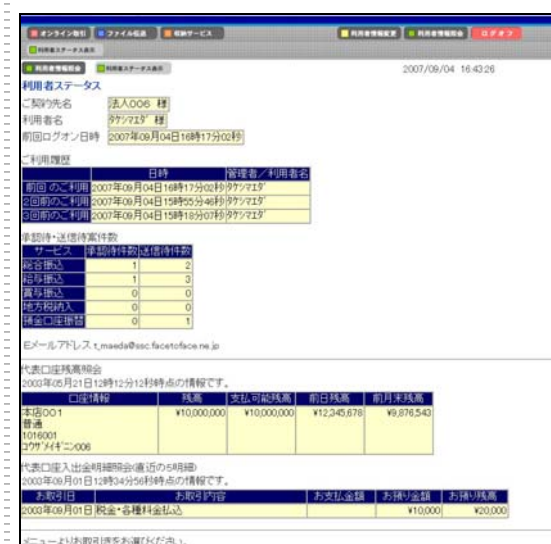 オンライン取引 ファイル伝送 収納サービス 利用者情報変更 利用者情報照会 ログオフ
利用者ステータス表示
利用者情報照会 利用者ステータス表示 2007/09/04 16:43:26
利用者ステータス
ご契約先名 法人006 様
利用者名 タケシマエダ 様
前回ログオン日時 2007年09月04日16時17分02秒
ご利用履歴
日時 管理者/利用者名
前回 のご利用 2007年09月04日16時17分02秒 タケシマエダ
2回前のご利用 2007年09月04日15時55分46秒 タケシマエダ
3回前のご利用 2007年09月04日15時18分07秒 タケシマエダ
承認待・送信待案件数
サービス 承認待件数 送信待件数
総合振込 1 2
給与振込 1 3
賞与振込 0 0
地方税納入 0 0
預金口座振替 0 1
Eメールアドレス t_maeda@ssc.facetoface.ne.jp
代表口座残高照会
2003年05月21日12時12分12秒時点の情報です。
口座情報 残高 支払可能残高 前日残高 前月末残高
本店001 ¥10,000,000 ¥10,000,000 ¥12,345,678 ¥9,876,543
普通
1016001
コウザメイギニン006
代表口座入出金明細照会(直近の5明細)
2003年09月01日12時34分56秒時点の情報です。
お取引日 お取引内容 お支払金額 お預り金額 お預り残高
2003年09月01日 税金・各種料金払込 ¥10,000 ¥20,000
メニューよりお取引をお選びください。